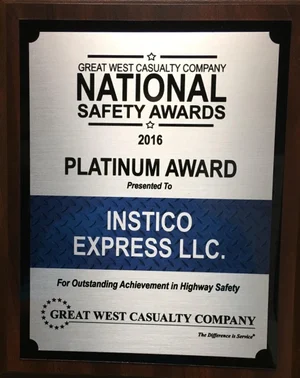 GREAT WEST CASUALTY COMPANY
NATIONAL
SAFETY AWARDS
2016
PLATINUM AWARD
Presented To
INSTICO
EXPRESS LLC.
For Outstanding Achievement in Highway Safety
GREAT WEST CASUALTY COMPANY
The Difference is Service®